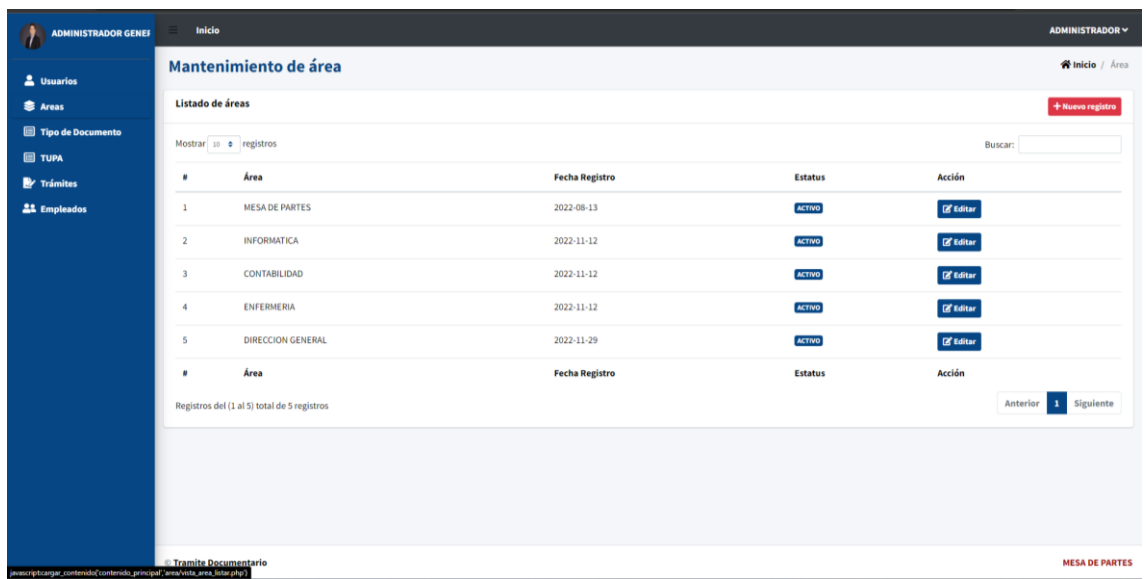 ADMINISTRADOR GENER
Inicio
ADMINISTRADOR
Usuarios
Areas
Tipo de Documento
TUPA
Trámites
Empleados
Mantenimiento de área
Inicio / Área
Listado de áreas
+ Nuevo registro
Mostrar 10 registros
Buscar:
# Área Fecha Registro Estatus Acción
1 MESA DE PARTES 2022-08-13 ACTIVO Editar
2 INFORMATICA 2022-11-12 ACTIVO Editar
3 CONTABILIDAD 2022-11-12 ACTIVO Editar
4 ENFERMERIA 2022-11-12 ACTIVO Editar
5 DIRECCION GENERAL 2022-11-29 ACTIVO Editar
# Área Fecha Registro Estatus Acción
Registros del (1 al 5) total de 5 registros
Anterior 1 Siguiente
© Tramite Documentario
MESA DE PARTES
javascript:cargar_contenido('contenido_principal','area/vista_area_listar.php')